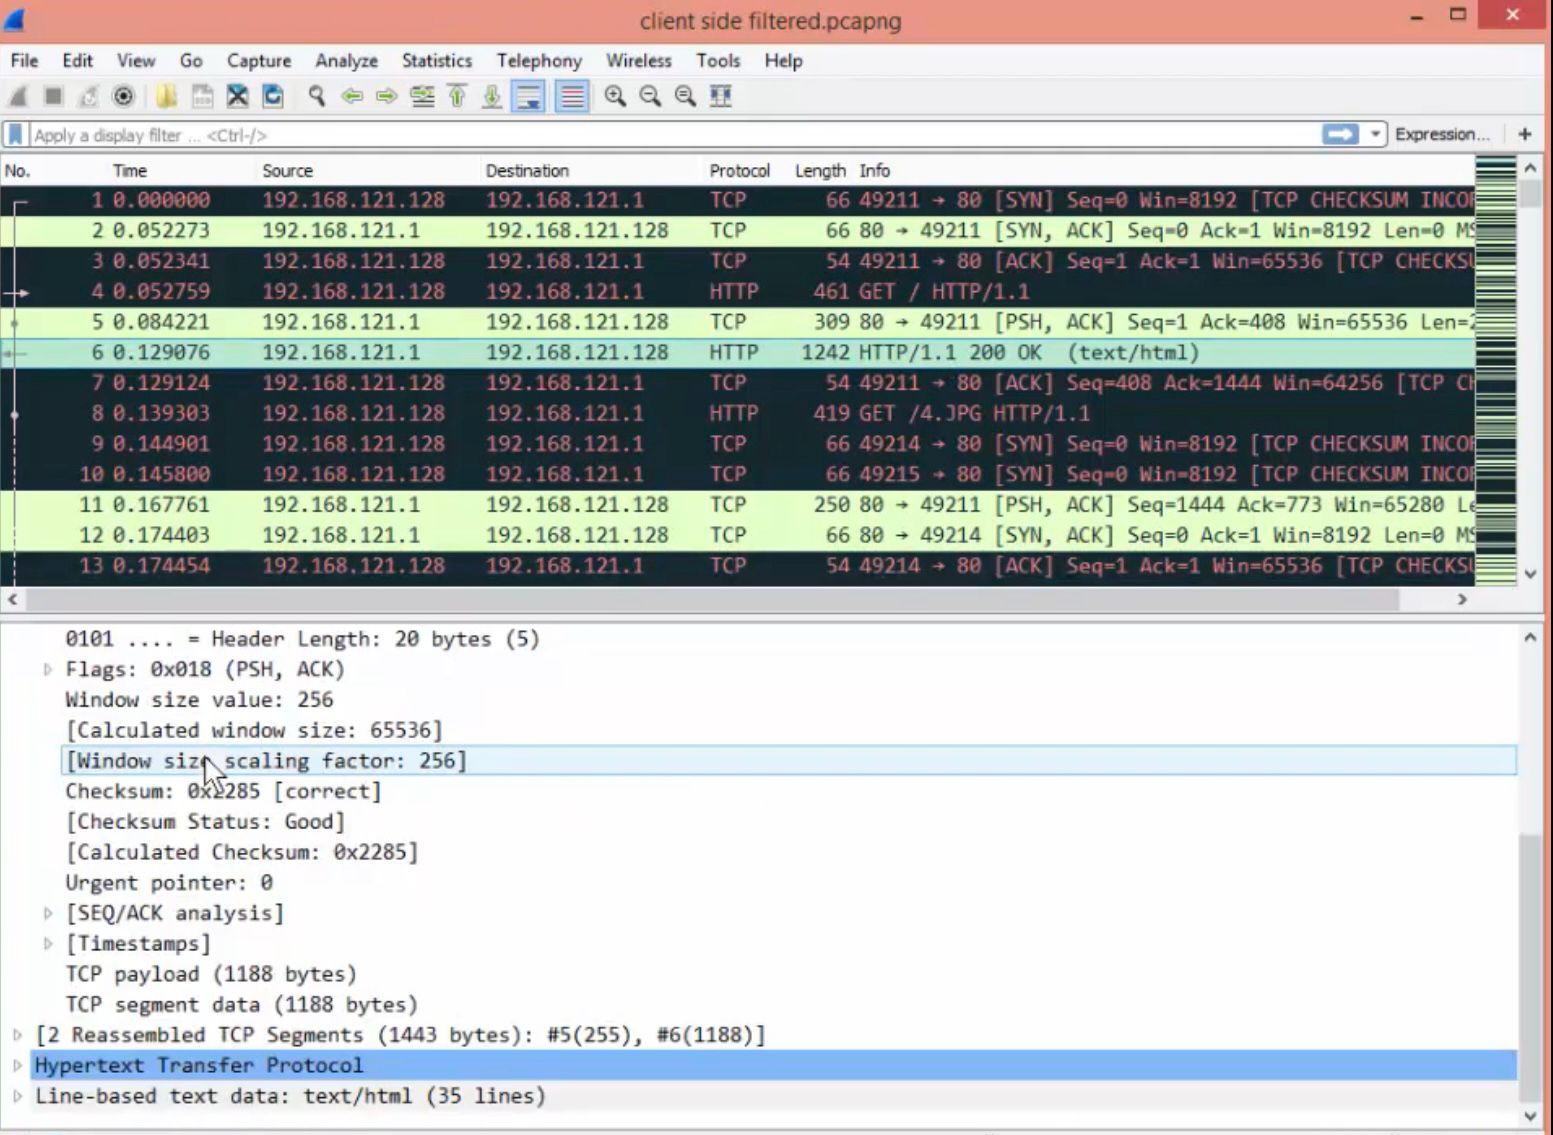 client side filtered.pcapng
File Edit View Go Capture Analyze Statistics Telephony Wireless Tools Help
Apply a display filter ... <Ctrl-/> Expression... +
No. Time Source Destination Protocol Length Info
1 0.000000 192.168.121.128 192.168.121.1 TCP 66 49211 → 80 [SYN] Seq=0 Win=8192 [TCP CHECKSUM INCOR
2 0.052273 192.168.121.1 192.168.121.128 TCP 66 80 → 49211 [SYN, ACK] Seq=0 Ack=1 Win=8192 Len=0 MS
3 0.052341 192.168.121.128 192.168.121.1 TCP 54 49211 → 80 [ACK] Seq=1 Ack=1 Win=65536 [TCP CHECKSU
4 0.052759 192.168.121.128 192.168.121.1 HTTP 461 GET / HTTP/1.1
5 0.084221 192.168.121.1 192.168.121.128 TCP 309 80 → 49211 [PSH, ACK] Seq=1 Ack=408 Win=65536 Len=2
6 0.129076 192.168.121.1 192.168.121.128 HTTP 1242 HTTP/1.1 200 OK (text/html)
7 0.129124 192.168.121.128 192.168.121.1 TCP 54 49211 → 80 [ACK] Seq=408 Ack=1444 Win=64256 [TCP CH
8 0.139303 192.168.121.128 192.168.121.1 HTTP 419 GET /4.JPG HTTP/1.1
9 0.144901 192.168.121.128 192.168.121.1 TCP 66 49214 → 80 [SYN] Seq=0 Win=8192 [TCP CHECKSUM INCOR
10 0.145800 192.168.121.128 192.168.121.1 TCP 66 49215 → 80 [SYN] Seq=0 Win=8192 [TCP CHECKSUM INCOR
11 0.167761 192.168.121.1 192.168.121.128 TCP 250 80 → 49211 [PSH, ACK] Seq=1444 Ack=773 Win=65280 Le
12 0.174403 192.168.121.1 192.168.121.128 TCP 66 80 → 49214 [SYN, ACK] Seq=0 Ack=1 Win=8192 Len=0 MS
13 0.174454 192.168.121.128 192.168.121.1 TCP 54 49214 → 80 [ACK] Seq=1 Ack=1 Win=65536 [TCP CHECKSU
0101 .... = Header Length: 20 bytes (5)
Flags: 0x018 (PSH, ACK)
Window size value: 256
[Calculated window size: 65536]
[Window size scaling factor: 256]
Checksum: 0x2285 [correct]
[Checksum Status: Good]
[Calculated Checksum: 0x2285]
Urgent pointer: 0
[SEQ/ACK analysis]
[Timestamps]
TCP payload (1188 bytes)
TCP segment data (1188 bytes)
[2 Reassembled TCP Segments (1443 bytes): #5(255), #6(1188)]
Hypertext Transfer Protocol
Line-based text data: text/html (35 lines)